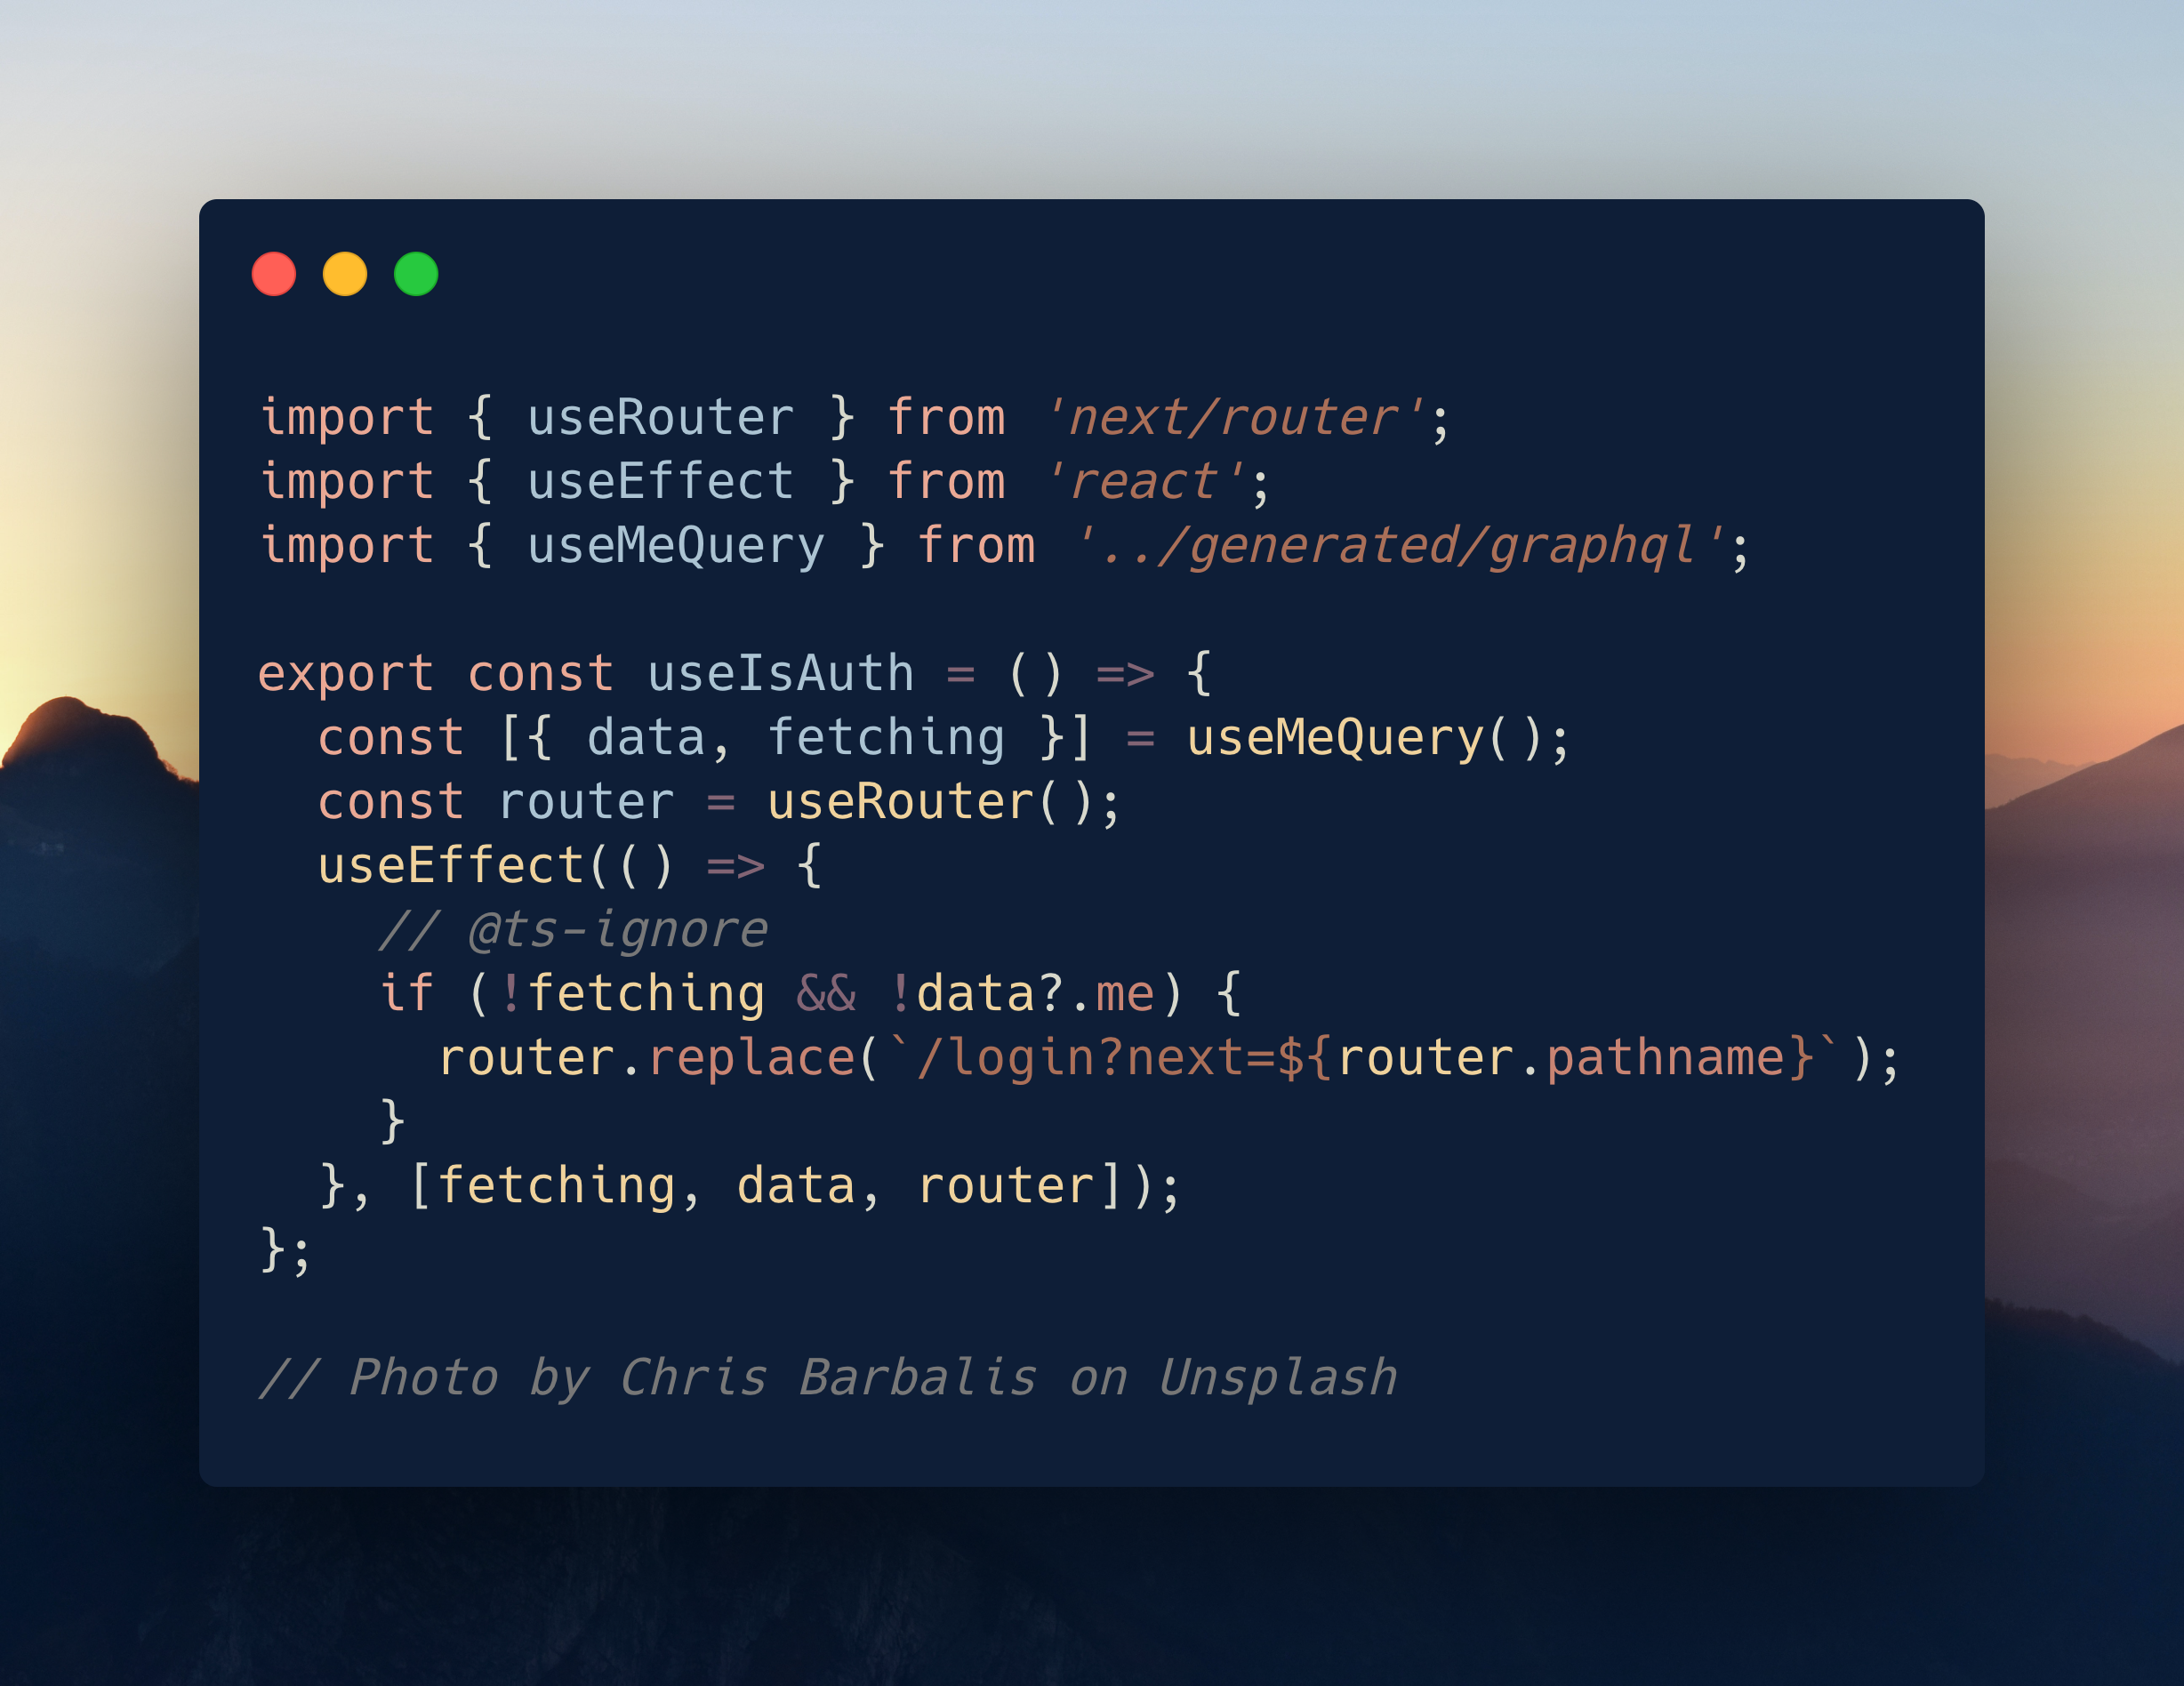 import { useRouter } from 'next/router';
import { useEffect } from 'react';
import { useMeQuery } from '../generated/graphql';

export const useIsAuth = () => {
  const [{ data, fetching }] = useMeQuery();
  const router = useRouter();
  useEffect(() => {
    // @ts-ignore
    if (!fetching && !data?.me) {
      router.replace(`/login?next=${router.pathname}`);
    }
  }, [fetching, data, router]);
};

// Photo by Chris Barbalis on Unsplash